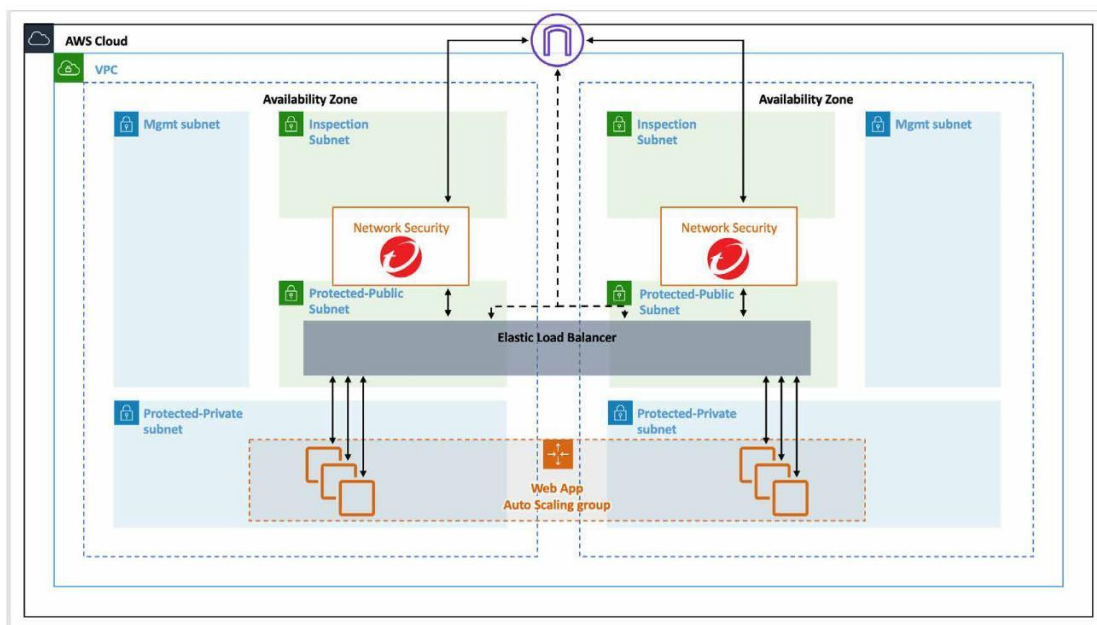 AWS Cloud
VPC
Availability Zone
Availability Zone
Mgmt subnet
Inspection
Subnet
Inspection
Subnet
Mgmt subnet
Network Security
Network Security
Protected-Public
Subnet
Protected-Public
Subnet
Elastic Load Balancer
Protected-Private
subnet
Protected-Private
subnet
Web App
Auto Scaling group